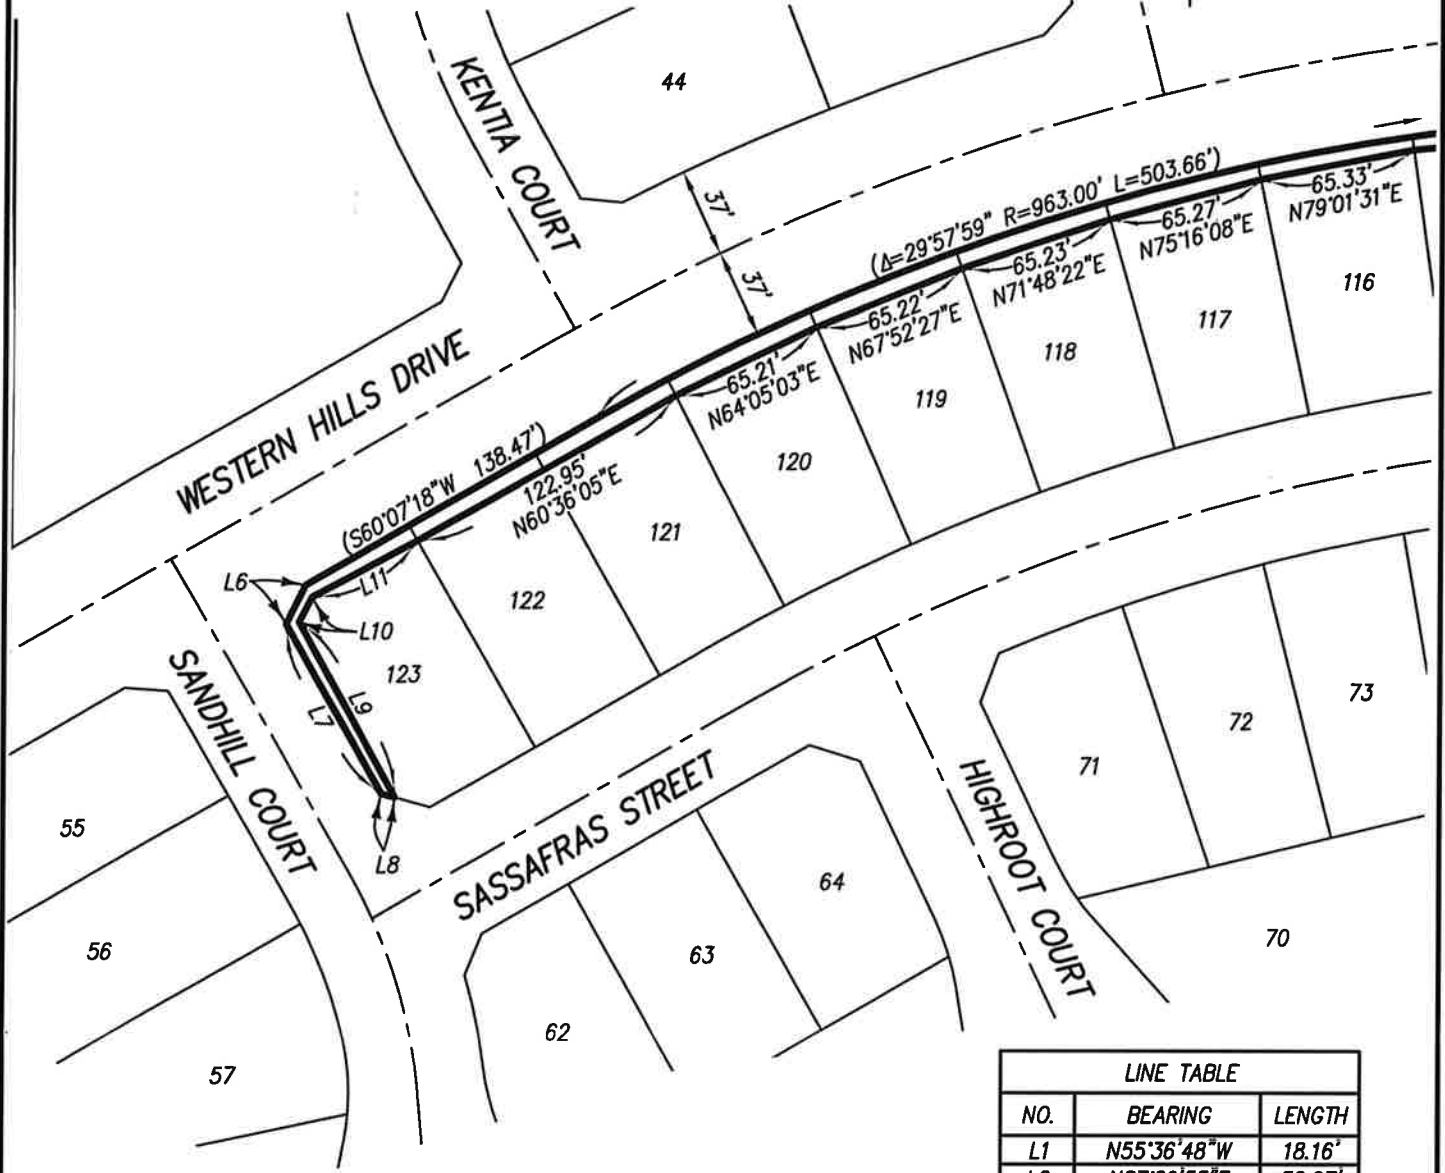 44
KENTIA COURT
37'
37'
(Δ=29°57'59" R=963.00' L=503.66')
65.33'
N79°01'31"E
65.27'
N75°16'08"E
65.23'
N71°48'22"E
65.22'
N67°52'27"E
65.21'
N64°05'03"E
116
117
118
119
120
121
122
123
WESTERN HILLS DRIVE
(S60°07'18"W 138.47')
122.95'
N60°36'05"E
L6
L11
L10
L9
L7
L8
SANDHILL COURT
SASSAFRAS STREET
HIGHROOT COURT
55
56
57
62
63
64
70
71
72
73
LINE TABLE
NO. BEARING LENGTH
L1 N55°36'48"W 18.16'